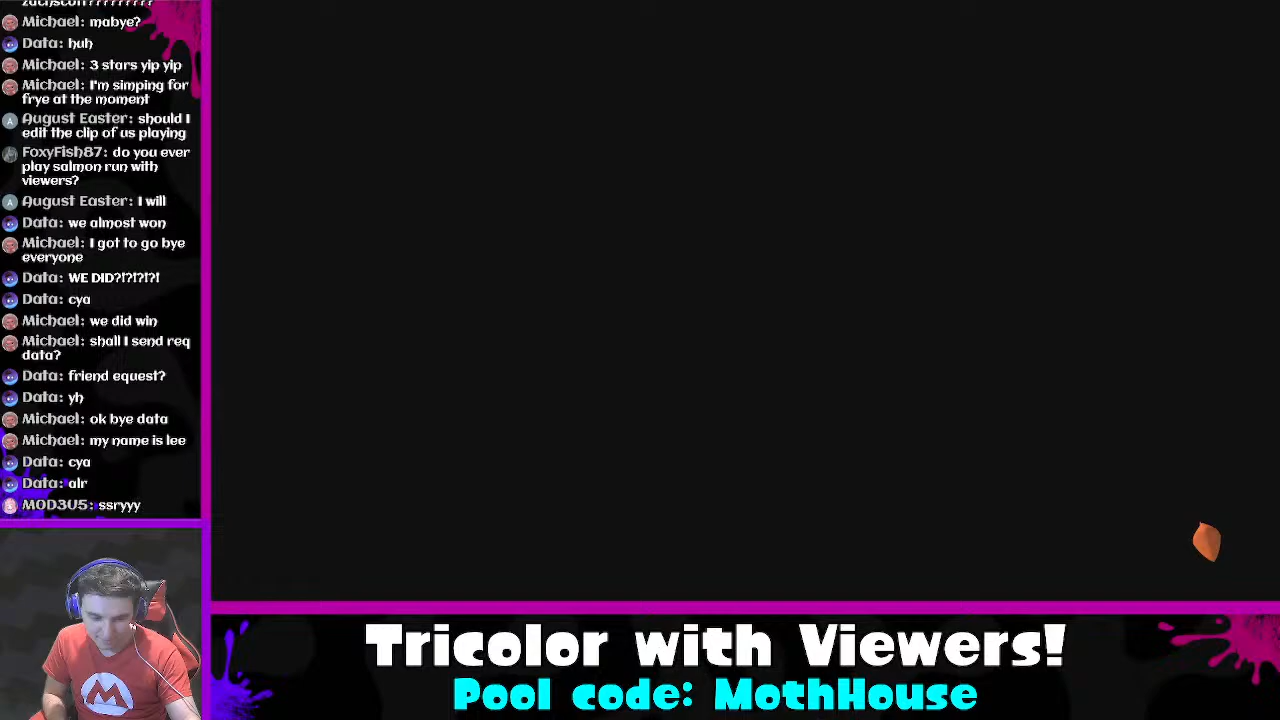 Michael: mabye?
Data: huh
Michael: 3 stars yip yip
Michael: I'm simping for
frye at the moment
August Easter: should I
edit the clip of us playing
FoxyFish87: do you ever
play salmon run with
viewers?
August Easter: I will
Data: we almost won
Michael: I got to go bye
everyone
Data: WE DID?!?!?!?!
Data: cya
Michael: we did win
Michael: shall I send req
data?
Data: friend equest?
Data: yh
Michael: ok bye data
Michael: my name is lee
Data: cya
Data: alr
M0D3U5: ssryyy
Tricolor with Viewers!
Pool code: MothHouse